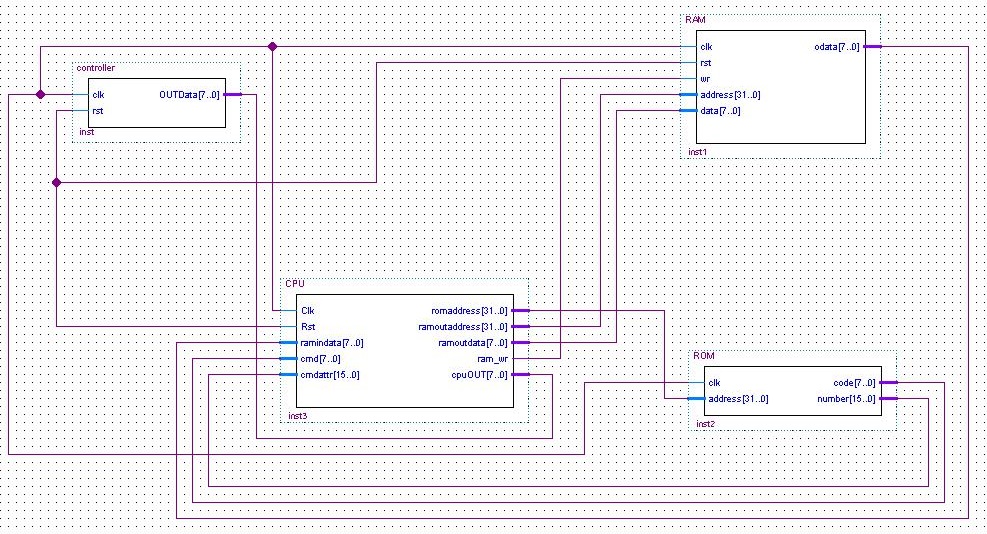 RAM
clk
odata[7..0]
rst
wr
address[31..0]
data[7..0]
inst1
controller
clk
OUTData[7..0]
rst
inst
CPU
Clk
romaddress[31..0]
Rst
ramoutaddress[31..0]
ramindata[7..0]
ramoutdata[7..0]
cmd[7..0]
ram_wr
cmdattr[15..0]
cpuOUT[7..0]
inst3
ROM
clk
code[7..0]
address[31..0]
number[15..0]
inst2